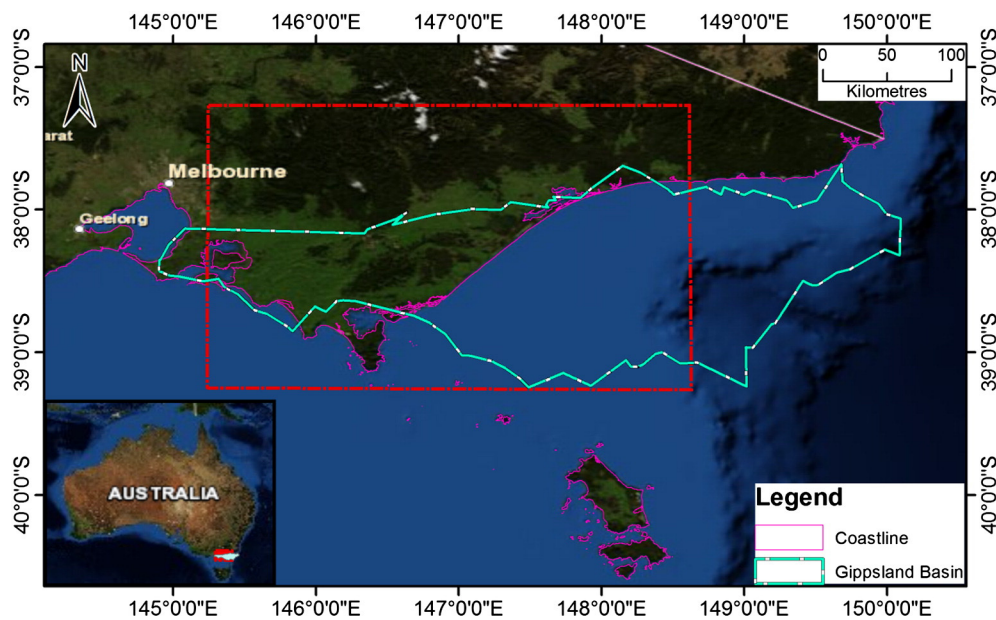 145°0'0"E 146°0'0"E 147°0'0"E 148°0'0"E 149°0'0"E 150°0'0"E
37°0'0"S
38°0'0"S
39°0'0"S
40°0'0"S
37°0'0"S
38°0'0"S
39°0'0"S
40°0'0"S
N
0 50 100
Kilometres
arat
Melbourne
Geelong
AUSTRALIA
Legend
Coastline
Gippsland Basin
145°0'0"E 146°0'0"E 147°0'0"E 148°0'0"E 149°0'0"E 150°0'0"E